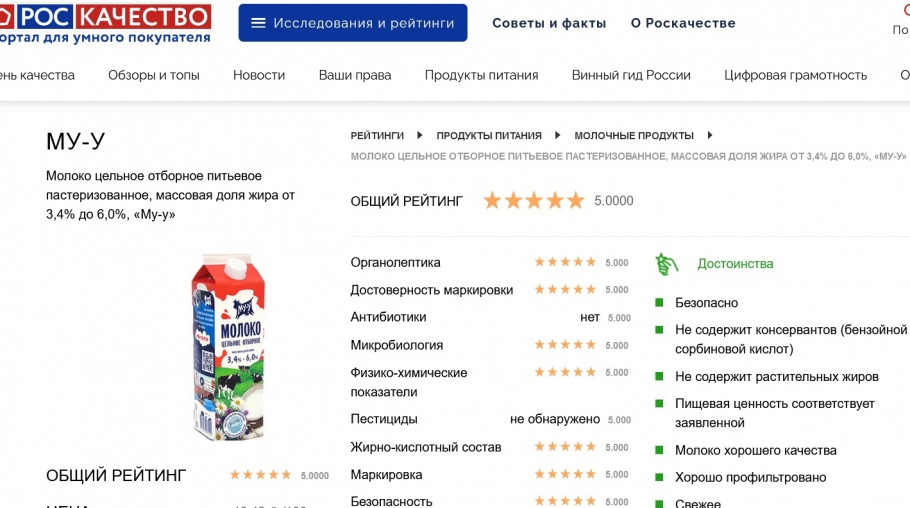 РОСКАЧЕСТВО
портал для умного покупателя
Исследования и рейтинги
Советы и факты
О Роскачестве
качества
Обзоры и топы
Новости
Ваши права
Продукты питания
Винный гид России
Цифровая грамотность
МУ-У
Молоко цельное отборное питьевое
пастеризованное, массовая доля жира от
3,4% до 6,0%, «Му-у»
МОЛОКО
ЦЕЛЬНОЕ ОТБОРНОЕ
3,4% - 6,0%
ОБЩИЙ РЕЙТИНГ 5.0000
РЕЙТИНГИ
ПРОДУКТЫ ПИТАНИЯ
МОЛОЧНЫЕ ПРОДУКТЫ
МОЛОКО ЦЕЛЬНОЕ ОТБОРНОЕ ПИТЬЕВОЕ ПАСТЕРИЗОВАННОЕ, МАССОВАЯ ДОЛЯ ЖИРА ОТ 3,4% ДО 6,0%, «МУ-У»
ОБЩИЙ РЕЙТИНГ 5.0000
Органолептика 5.000
Достоверность маркировки 5.000
Антибиотики нет 5.000
Микробиология 5.000
Физико-химические
показатели 5.000
Пестициды не обнаружено 5.000
Жирно-кислотный состав 5.000
Маркировка 5.000
Безопасность 5.000
Достоинства
Безопасно
Не содержит консервантов (бензойной
сорбиновой кислот)
Не содержит растительных жиров
Пищевая ценность соответствует
заявленной
Молоко хорошего качества
Хорошо профильтровано
Свежее